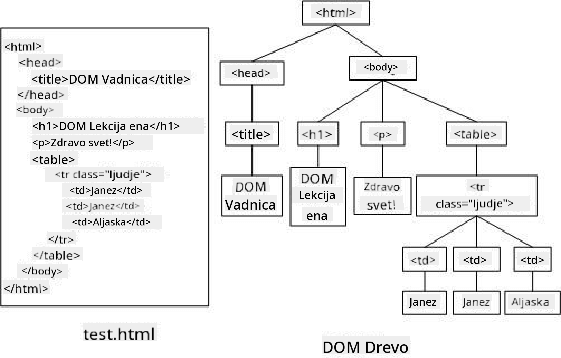 <html>
<head>
<title>DOM Vadnica</title>
</head>
<body>
<h1>DOM Lekcija ena</h1>
<p>Zdravo svet!</p>
<table>
<tr class="ljudje">
<td>Janez</td>
<td>Janez</td>
<td>Aljaska</td>
</tr>
</table>
</body>
</html>
test.html
<html>
<head>
<body>
<title>
<h1>
<p>
<table>
DOM
Vadnica
DOM
Lekcija
ena
Zdravo
svet!
<tr
class="ljudje">
<td>
<td>
<td>
Janez
Janez
Aljaska
DOM Drevo